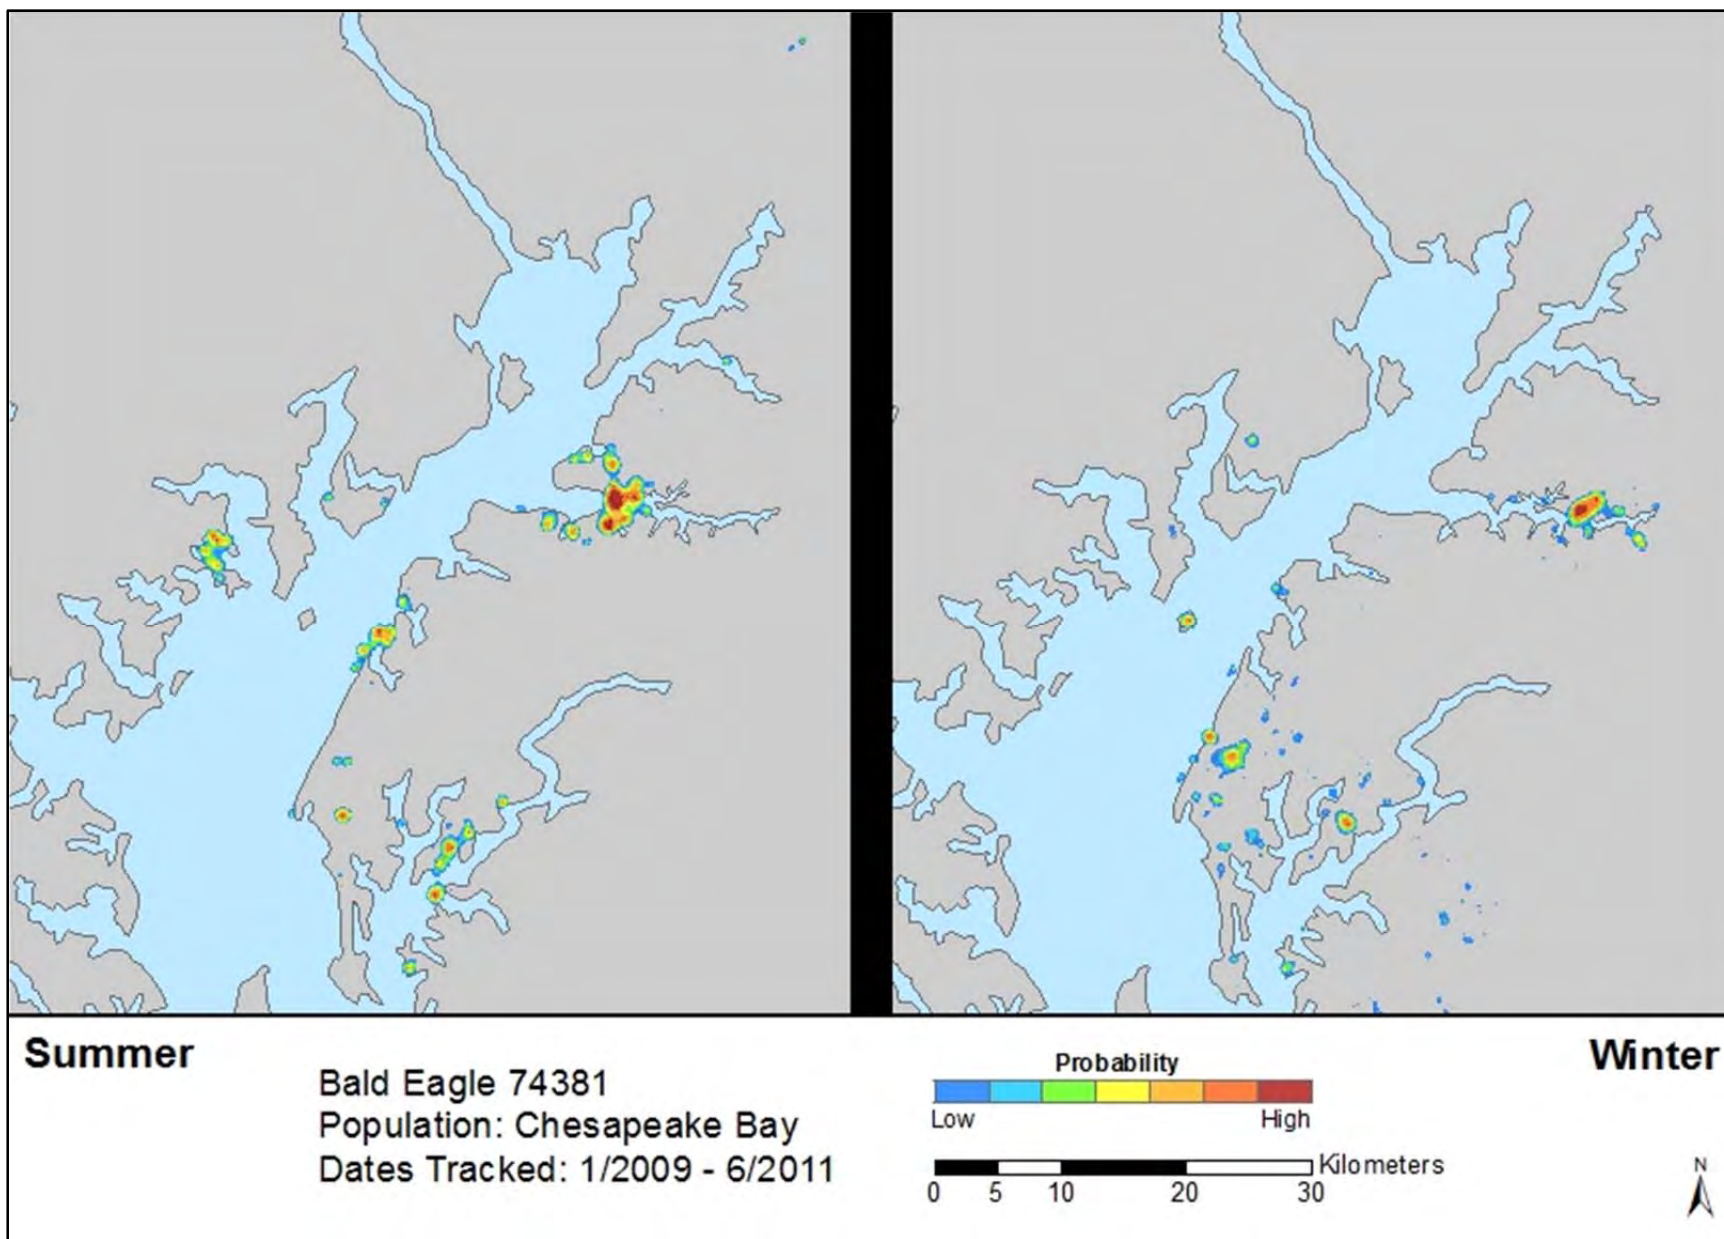 Summer
Winter
Bald Eagle 74381
Population: Chesapeake Bay
Dates Tracked: 1/2009 - 6/2011
Probability
Low High
Kilometers
0 5 10 20 30
N